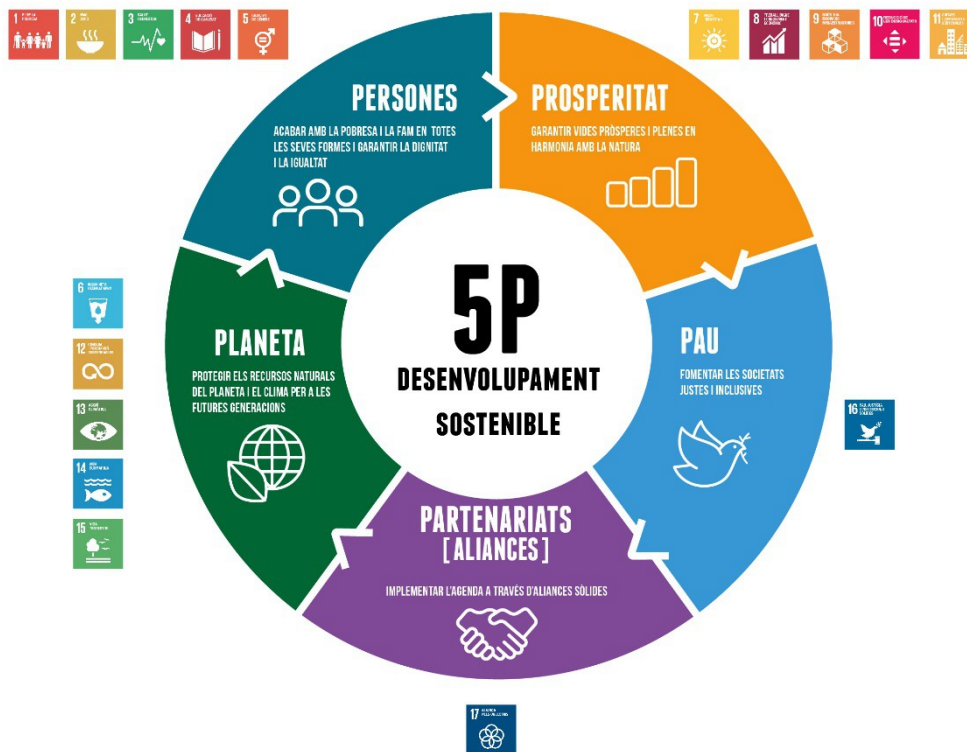 1
2
3
4
5
7
8
9
10
11
PERSONES
ACABAR AMB LA POBRESA I LA FAM EN TOTES
LES SEVES FORMES I GARANTIR LA DIGNITAT
I LA IGUALTAT
PROSPERITAT
GARANTIR VIDES PRÒSPERES I PLENES EN
HARMONIA AMB LA NATURA
5P
DESENVOLUPAMENT
SOSTENIBLE
PLANETA
PROTEGIR ELS RECURSOS NATURALS
DEL PLANETA I EL CLIMA PER A LES
FUTURES GENERACIONS
PAU
FOMENTAR LES SOCIETATS
JUSTES I INCLUSIVES
6
12
13
14
15
16
PARTENARIATS
[ALIANCES]
IMPLEMENTAR L'AGENDA A TRAVÉS D'ALIANCES SÒLIDES
17